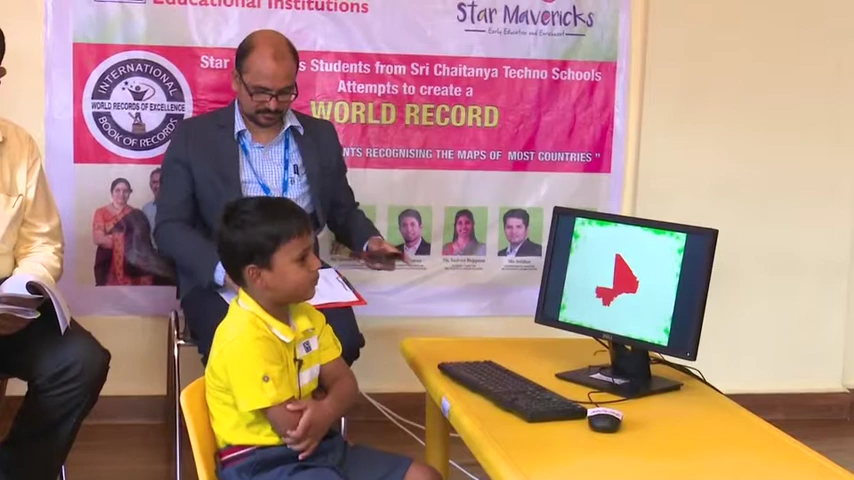 Educational Institutions
Star Mavericks
Early Education and Enrichment
INTERNATIONAL
WORLD RECORDS OF EXCELLENCE
BOOK OF RECORDS
Star
s Students from Sri Chaitanya Techno Schools
Attempts to create a
WORLD RECORD
NTS RECOGNISING THE MAPS OF MOST COUNTRIES "